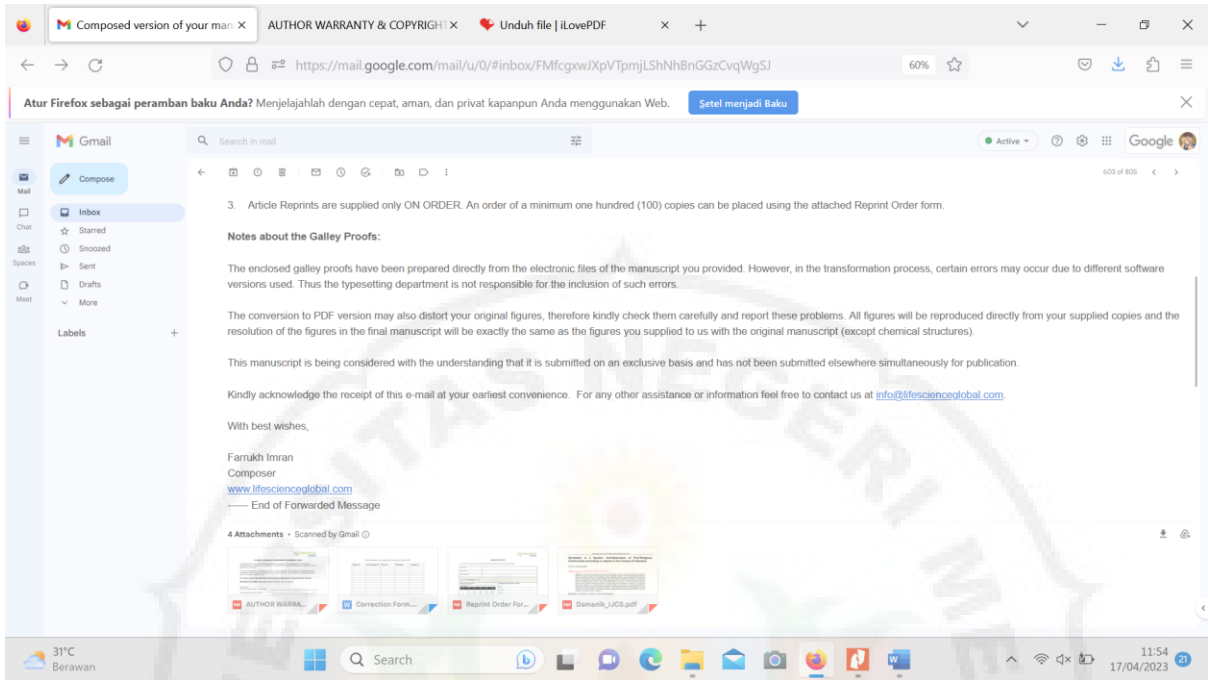 Composed version of your man
AUTHOR WARRANTY & COPYRIGHT
Unduh file | iLovePDF
https://mail.google.com/mail/u/0/#inbox/FMfcgxwJXpVTpmjLShNhBnGGzCvqWgSJ
60%
Atur Firefox sebagai peramban baku Anda? Menjelajahlah dengan cepat, aman, dan privat kapanpun Anda menggunakan Web.
Setel menjadi Baku
Gmail
Search in mail
Active
Google
Mail
Chat
Spaces
Meet
Compose
Inbox
Starred
Snoozed
Sent
Drafts
More
Labels
603 of 805
3. Article Reprints are supplied only ON ORDER. An order of a minimum one hundred (100) copies can be placed using the attached Reprint Order form.
Notes about the Galley Proofs:
The enclosed galley proofs have been prepared directly from the electronic files of the manuscript you provided. However, in the transformation process, certain errors may occur due to different software
versions used. Thus the typesetting department is not responsible for the inclusion of such errors.
The conversion to PDF version may also distort your original figures, therefore kindly check them carefully and report these problems. All figures will be reproduced directly from your supplied copies and the
resolution of the figures in the final manuscript will be exactly the same as the figures you supplied to us with the original manuscript (except chemical structures).
This manuscript is being considered with the understanding that it is submitted on an exclusive basis and has not been submitted elsewhere simultaneously for publication.
Kindly acknowledge the receipt of this e-mail at your earliest convenience. For any other assistance or information feel free to contact us at info@lifescienceglobal.com.
With best wishes,
Farrukh Imran
Composer
www.lifescienceglobal.com
------ End of Forwarded Message
4 Attachments • Scanned by Gmail
PDF AUTHOR WARRA...
W Correction Form....
PDF Reprint Order For...
PDF Damanik_IJCS.pdf
31°C
Berawan
Search
11:54
17/04/2023
21